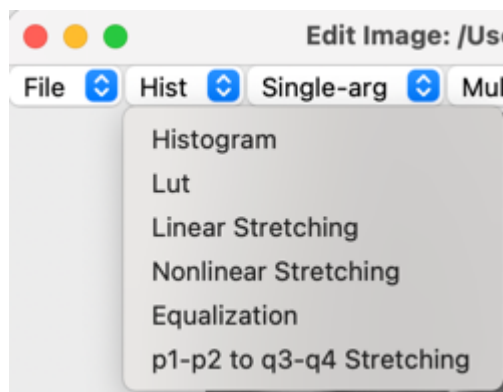 Edit Image: /Us
File Hist Single-arg Mul
Histogram
Lut
Linear Stretching
Nonlinear Stretching
Equalization
p1-p2 to q3-q4 Stretching